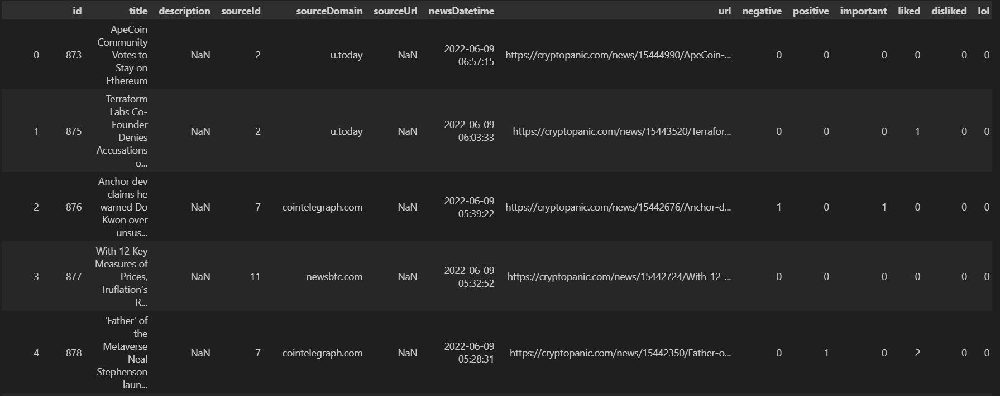 id title description sourceId sourceDomain sourceUrl newsDatetime url negative positive important liked disliked lol
ApeCoin
Community
0 873 Votes to NaN 2 u.today NaN 2022-06-09 06:57:15 https://cryptopanic.com/news/15444990/ApeCoin-... 0 0 0 0 0 0
Stay on
Ethereum
Terraform
Labs Co-
Founder
1 875 Denies NaN 2 u.today NaN 2022-06-09 06:03:33 https://cryptopanic.com/news/15443520/Terrafor... 0 0 0 1 0 0
Accusations
o...
Anchor dev
claims he
2 876 warned Do NaN 7 cointelegraph.com NaN 2022-06-09 05:39:22 https://cryptopanic.com/news/15442676/Anchor-d... 1 0 1 0 0 0
Kwon over
unsus...
With 12 Key
Measures of
3 877 Prices, NaN 11 newsbtc.com NaN 2022-06-09 05:32:52 https://cryptopanic.com/news/15442724/With-12-... 0 0 0 0 0 0
Truflation’s
R...
'Father' of
the
Metaverse
4 878 Neal NaN 7 cointelegraph.com NaN 2022-06-09 05:28:31 https://cryptopanic.com/news/15442350/Father-o... 0 1 0 2 0 0
Stephenson
laun...